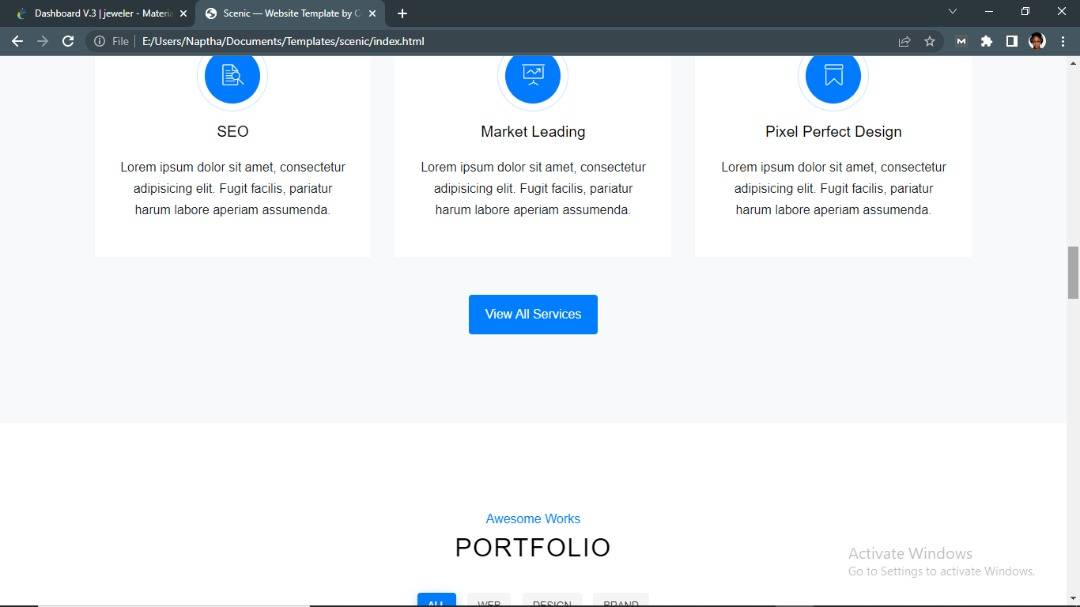 Dashboard V.3 | jeweler - Materia
Scenic — Website Template by C
File
E:/Users/Naptha/Documents/Templates/scenic/index.html
M
SEO
Market Leading
Pixel Perfect Design
Lorem ipsum dolor sit amet, consectetur
adipisicing elit. Fugit facilis, pariatur
harum labore aperiam assumenda.
Lorem ipsum dolor sit amet, consectetur
adipisicing elit. Fugit facilis, pariatur
harum labore aperiam assumenda.
Lorem ipsum dolor sit amet, consectetur
adipisicing elit. Fugit facilis, pariatur
harum labore aperiam assumenda.
View All Services
Awesome Works
PORTFOLIO
Activate Windows
Go to Settings to activate Windows.
ALL
WEB
DESIGN
BRAND